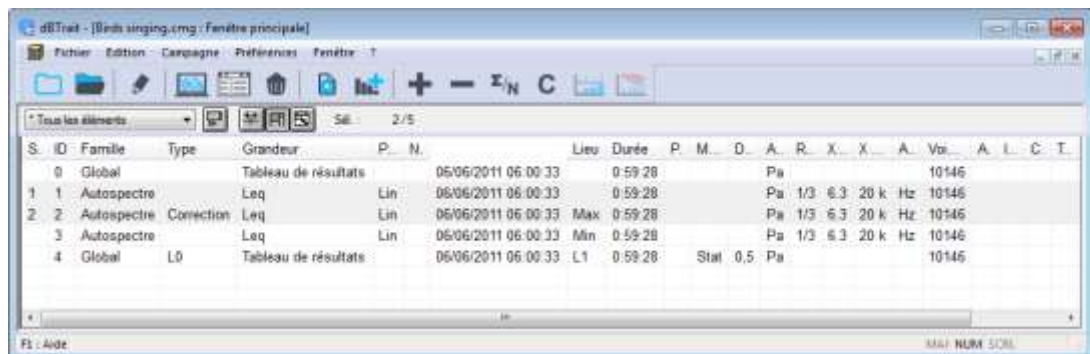 dBTrait - [Birds singing.cmg : Fenêtre principale]
Fichier Edition Campagne Préférences Fenêtre ?
Σ/N C
* Tous les éléments Sél. : 2/5
S. ID Famille Type Grandeur P... N. Lieu Durée P. M... D. A.. R.. X... X... A.. Voi... A. I... C T..
0 Global Tableau de résultats 06/06/2011 06:00:33 0:59:28 Pa 10146
1 1 Autospectre Leq Lin 06/06/2011 06:00:33 0:59:28 Pa 1/3 6.3 20 k Hz 10146
2 2 Autospectre Correction Leq Lin 06/06/2011 06:00:33 Max 0:59:28 Pa 1/3 6.3 20 k Hz 10146
3 Autospectre Leq Lin 06/06/2011 06:00:33 Min 0:59:28 Pa 1/3 6.3 20 k Hz 10146
4 Global L0 Tableau de résultats 06/06/2011 06:00:33 L1 0:59:28 Stat 0,5 Pa 10146
F1 : Aide NUM